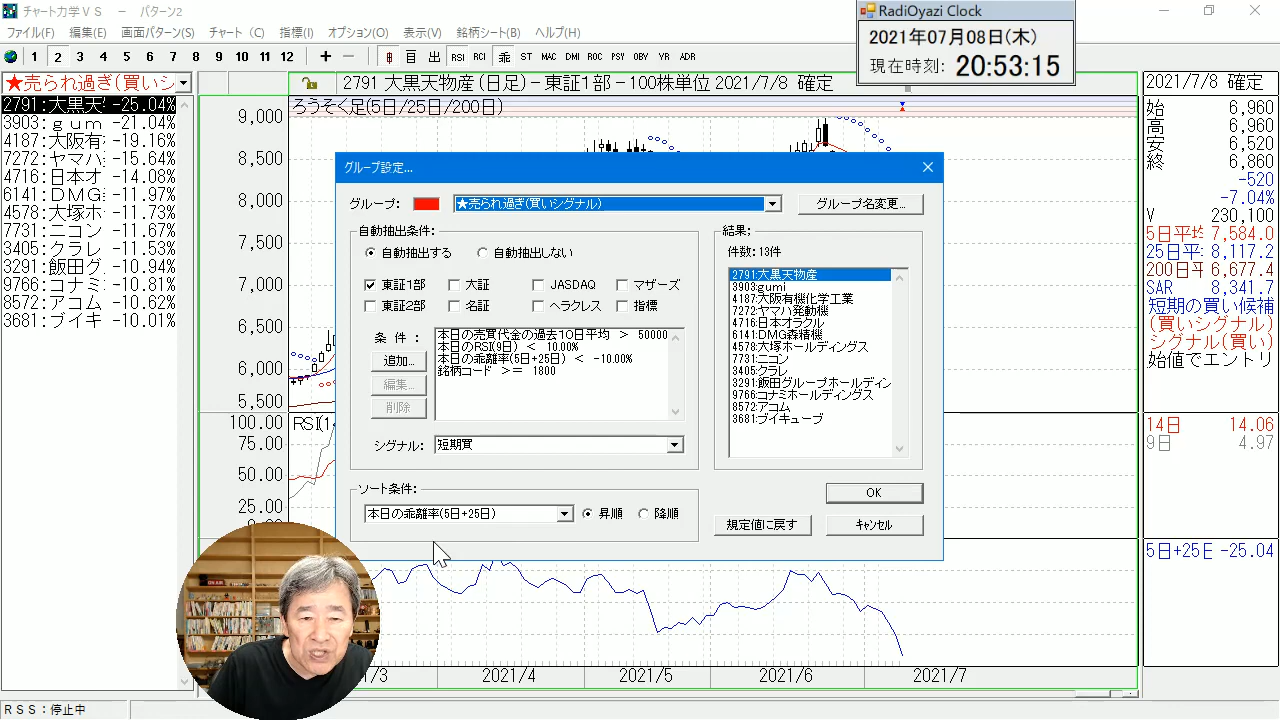 チャート力学VS － パターン2
ファイル(F) 編集(E) 画面パターン(S) チャート (C) 指標(I) オプション(O) 表示(V) 銘柄シート(B) ヘルプ(H)
1 2 3 4 5 6 7 8 9 10 11 12 + － 日 目 出 RSI RCI 乖 ST MAC DMI ROC PSY OBV VR ADR
RadiOyazi Clock
2021年07月08日(木)
現在時刻: 20:53:15
★売られ過ぎ(買いシ
2791 大黒天物産 (日足)－東証1部－100株単位 2021/7/8 確定
2021/7/8 確定
2791:大黒天 -25.04%
3903:ｇｕｍ -21.04%
4187:大阪有 -19.16%
7272:ヤマハ -15.64%
4716:日本オ -14.08%
6141:DMG -11.97%
4578:大塚ホ -11.73%
7731:ニコン -11.67%
3405:クラレ -11.53%
3291:飯田グ -10.94%
9766:コナミ -10.81%
8572:アコム -10.62%
3681:ブイキ -10.01%
ろうそく足(5日/25日/200日)
9,000
8,500
8,000
7,500
7,000
6,500
6,000
5,500
100.00
75.00
50.00
25.00
RSI(1
グループ設定...
グループ: ★売られ過ぎ(買いシグナル) グループ名変更...
自動抽出条件:
自動抽出する 自動抽出しない
東証1部 大証 JASDAQ マザーズ
東証2部 名証 ヘラクレス 指標
条 件 :
追加...
編集...
削除
本日の売買代金の過去10日平均 ＞ 50000
本日のRSI(9日) ＜ 10.00%
本日の乖離率(5日+25日) ＜ -10.00%
銘柄コード ＞＝ 1800
シグナル: 短期買
ソート条件:
本日の乖離率(5日+25日) 昇順 降順
結果:
件数: 13件
2791:大黒天物産
3903:gumi
4187:大阪有機化学工業
7272:ヤマハ発動機
4716:日本オラクル
6141:DMG森精機
4578:大塚ホールディングス
7731:ニコン
3405:クラレ
3291:飯田グループホールディン
9766:コナミホールディングス
8572:アコム
3681:ブイキューブ
OK
規定値に戻す キャンセル
始 6,960
高 6,960
安 6,520
終 6,860
-520
-7.04%
V 230,100
5日平均 7,584.0
25日平: 8,117.2
200日平 6,677.4
SAR 8,341.7
短期の買い候補
(買いシグナル)
シグナル(買い)
始値でエントリ
14日 14.06
9日 4.97
5日+25E -25.04
/3 2021/4 2021/5 2021/6 2021/7
ＲＳＳ：停止中